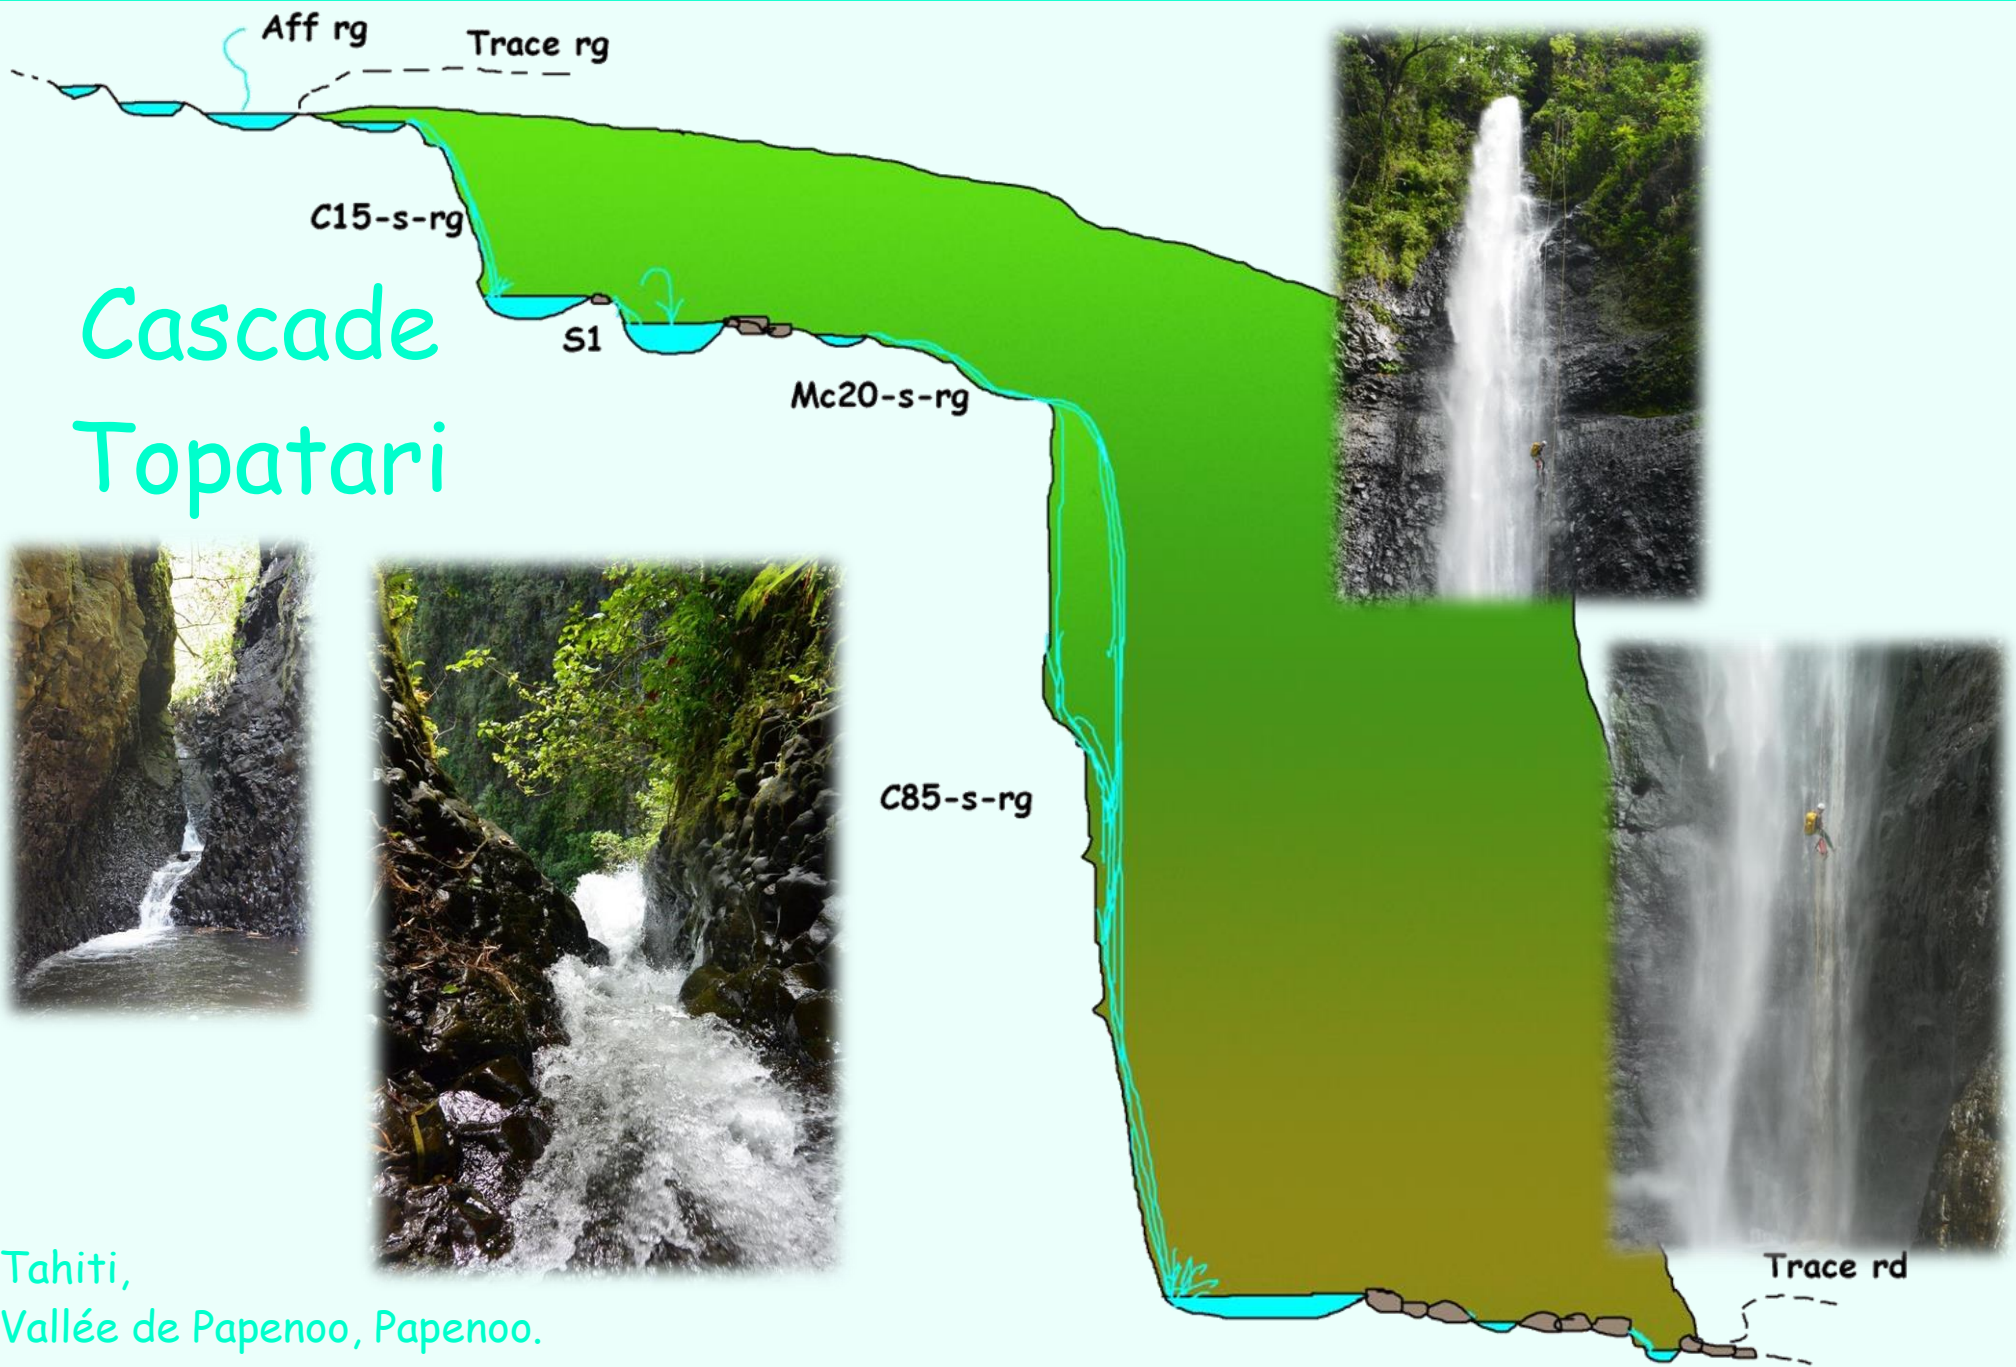 Aff rg
Trace rg
C15-s-rg
Cascade
Topatari
S1
Mc20-s-rg
C85-s-rg
Trace rd
Tahiti,
Vallée de Papenoo, Papenoo.